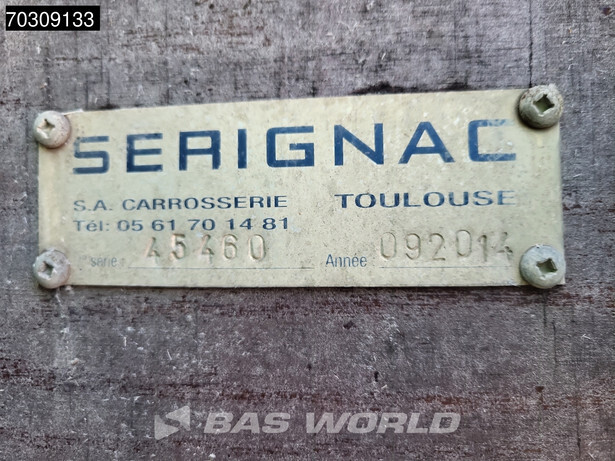 70309133
SERIGNAC
S.A. CARROSSERIE TOULOUSE
Tél: 05 61 70 14 81
série 45460 Année 092014
BAS WORLD